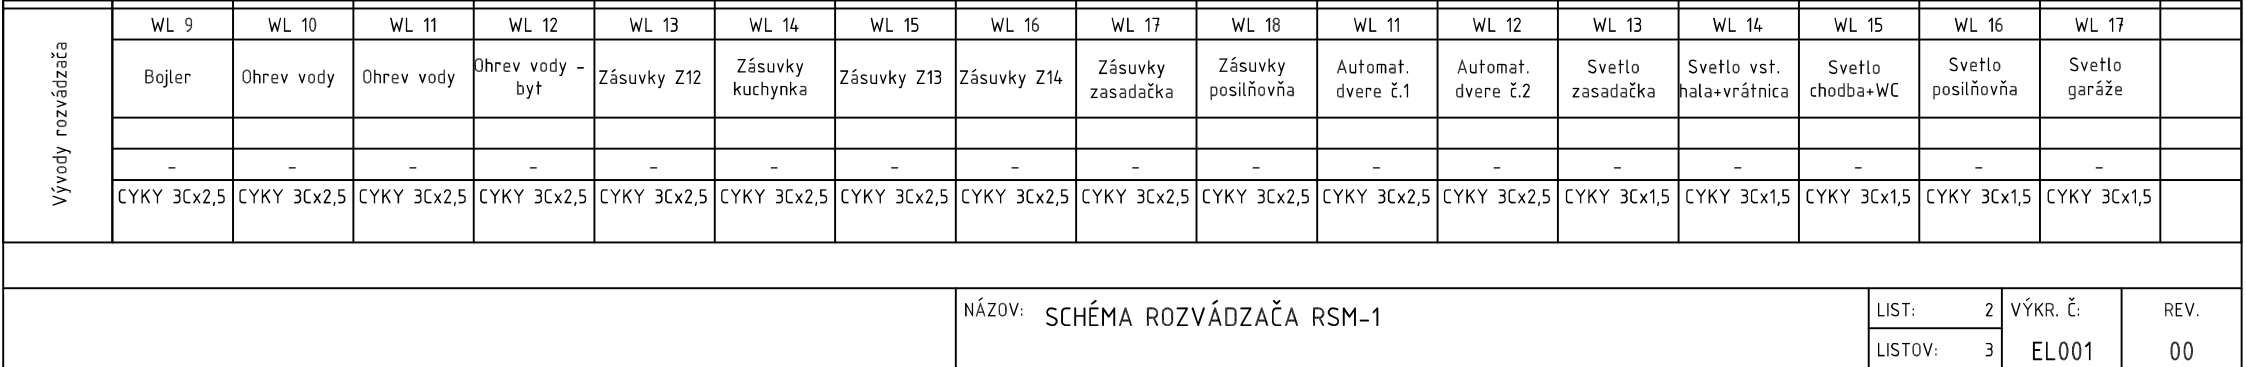 Vývody rozvádzača
WL 9 WL 10 WL 11 WL 12 WL 13 WL 14 WL 15 WL 16 WL 17 WL 18 WL 11 WL 12 WL 13 WL 14 WL 15 WL 16 WL 17
Bojler
Ohrev vody
Ohrev vody
Ohrev vody -
byt
Zásuvky Z12
Zásuvky
kuchynka
Zásuvky Z13
Zásuvky Z14
Zásuvky
zasadačka
Zásuvky
posilňovňa
Automat.
dvere č.1
Automat.
dvere č.2
Svetlo
zasadačka
Svetlo vst.
hala+vrátnica
Svetlo
chodba+WC
Svetlo
posilňovňa
Svetlo
garáže
- - - - - - - - - - - - - - - - -
CYKY 3Cx2,5 CYKY 3Cx2,5 CYKY 3Cx2,5 CYKY 3Cx2,5 CYKY 3Cx2,5 CYKY 3Cx2,5 CYKY 3Cx2,5 CYKY 3Cx2,5 CYKY 3Cx2,5 CYKY 3Cx2,5 CYKY 3Cx2,5 CYKY 3Cx2,5 CYKY 3Cx1,5 CYKY 3Cx1,5 CYKY 3Cx1,5 CYKY 3Cx1,5 CYKY 3Cx1,5
NÁZOV: SCHÉMA ROZVÁDZAČA RSM-1
LIST: 2
LISTOV: 3
VÝKR. Č:
EL001
REV.
00